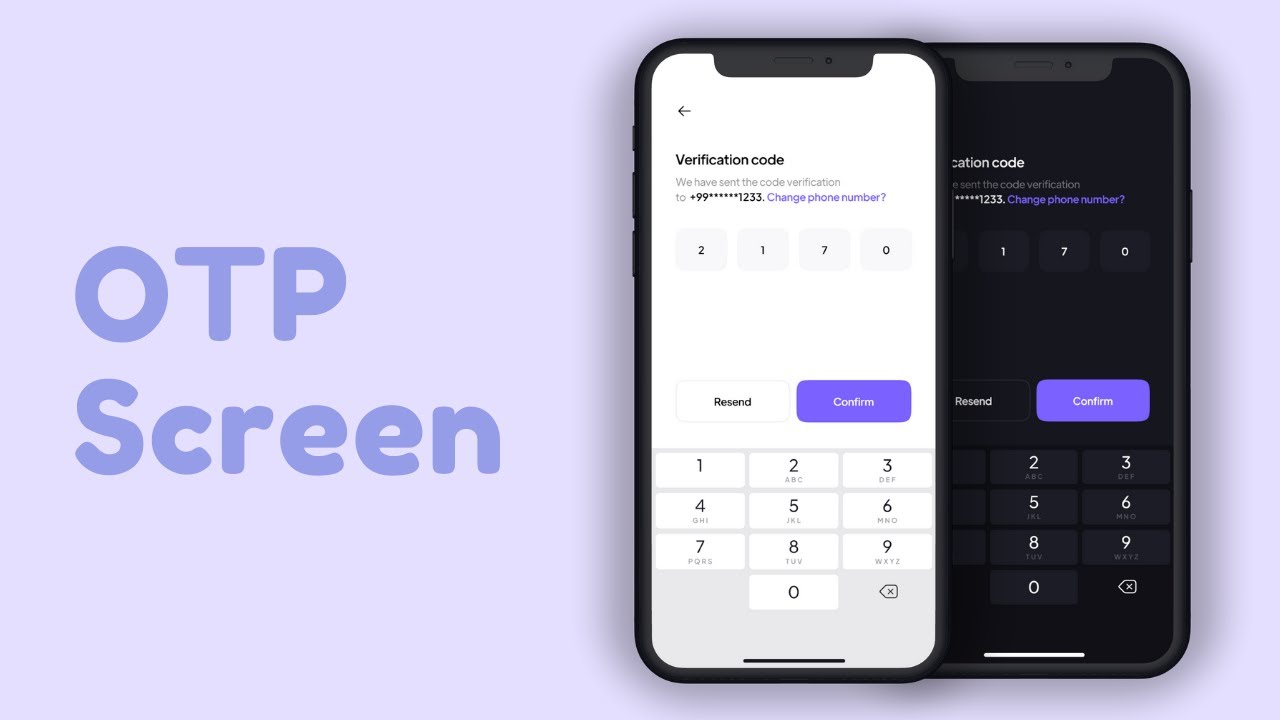 OTP
Screen
Verification code
We have sent the code verification
to +99******1233. Change phone number?
2 1 7 0
Resend Confirm
1 2 3
ABC DEF
4 5 6
GHI JKL MNO
7 8 9
PQRS TUV WXYZ
0
cation code
e sent the code verification
*****1233. Change phone number?
1 7 0
Resend Confirm
2 3
ABC DEF
5 6
JKL MNO
8 9
TUV WXYZ
0